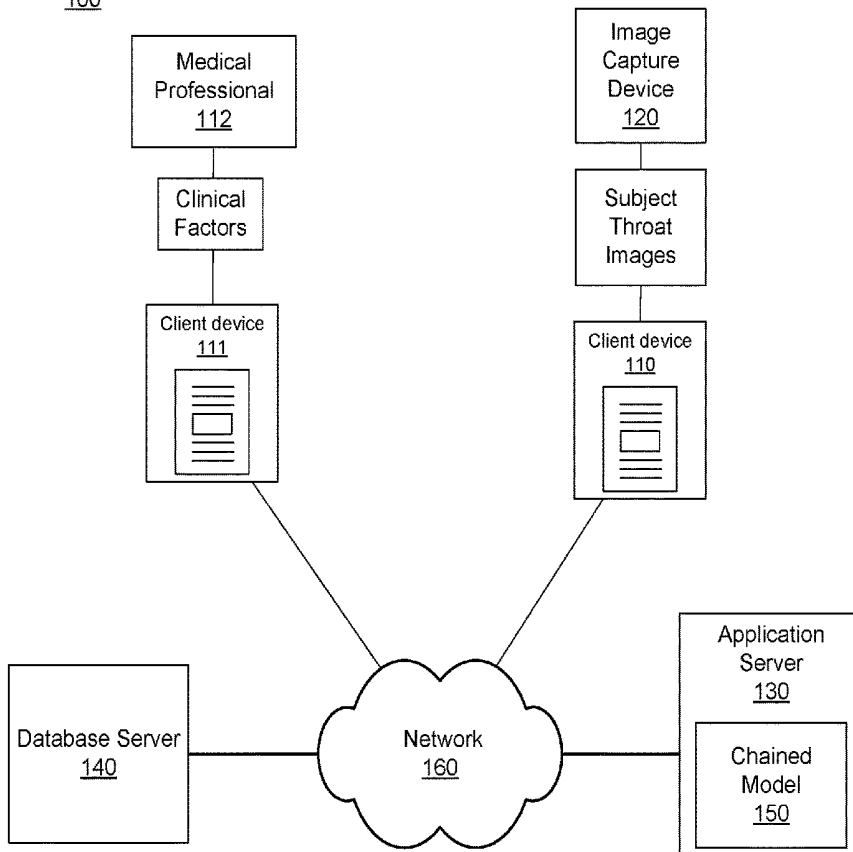 Medical
Professional
112
Image
Capture
Device
120
Clinical
Factors
Subject
Throat
Images
Client device
111
Client device
110
Database Server
140
Network
160
Application
Server
130
Chained
Model
150